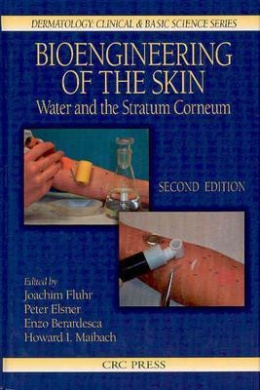 DERMATOLOGY: CLINICAL & BASIC SCIENCE SERIES
BIOENGINEERING
OF THE SKIN
Water and the Stratum Corneum
SECOND EDITION
Edited by
Joachim Fluhr
Peter Elsner
Enzo Berardesca
Howard I. Maibach
CRC PRESS